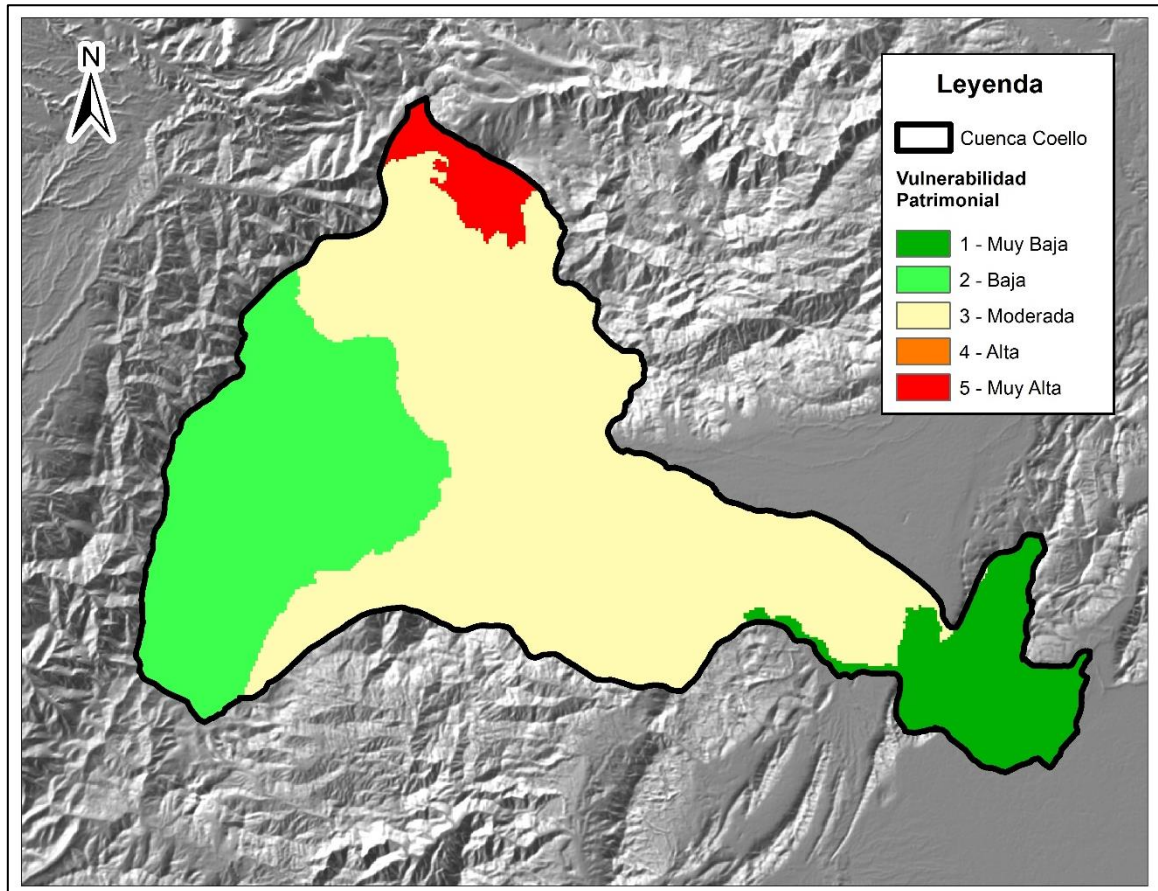 N
Leyenda
Cuenca Coello
Vulnerabilidad
Patrimonial
1 - Muy Baja
2 - Baja
3 - Moderada
4 - Alta
5 - Muy Alta